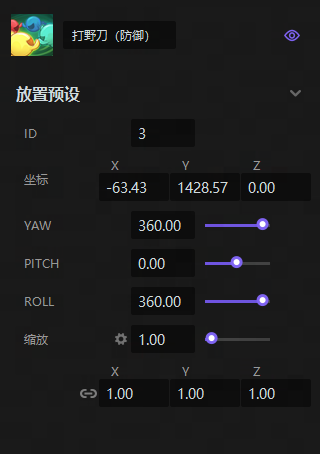 打野刀（防御）
放置预设
ID 3
X Y Z
坐标 -63.43 1428.57 0.00
YAW 360.00
PITCH 0.00
ROLL 360.00
缩放 1.00
X Y Z
1.00 1.00 1.00